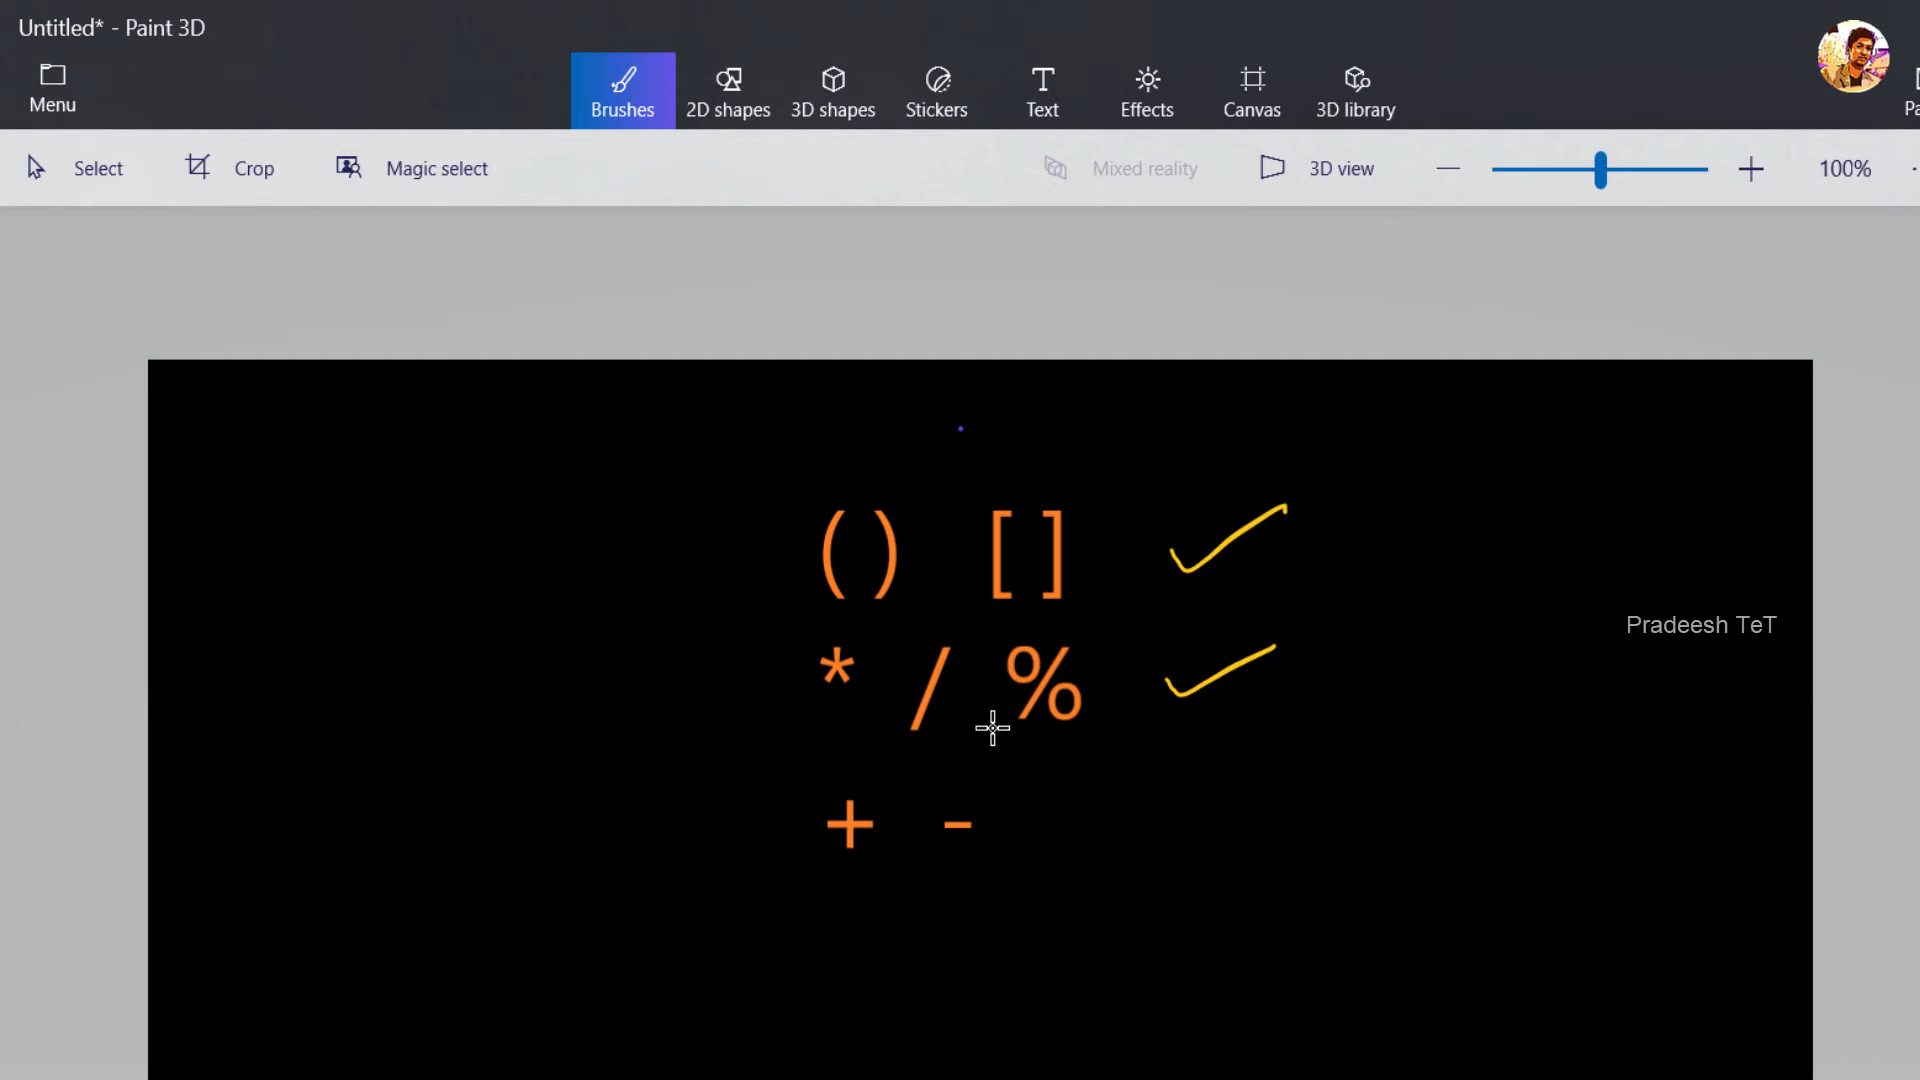 Untitled* - Paint 3D
Menu
Brushes
2D shapes
3D shapes
Stickers
Text
Effects
Canvas
3D library
Select
Crop
Magic select
Mixed reality
3D view
100%
( ) [ ]
* / %
+ -
Pradeesh TeT